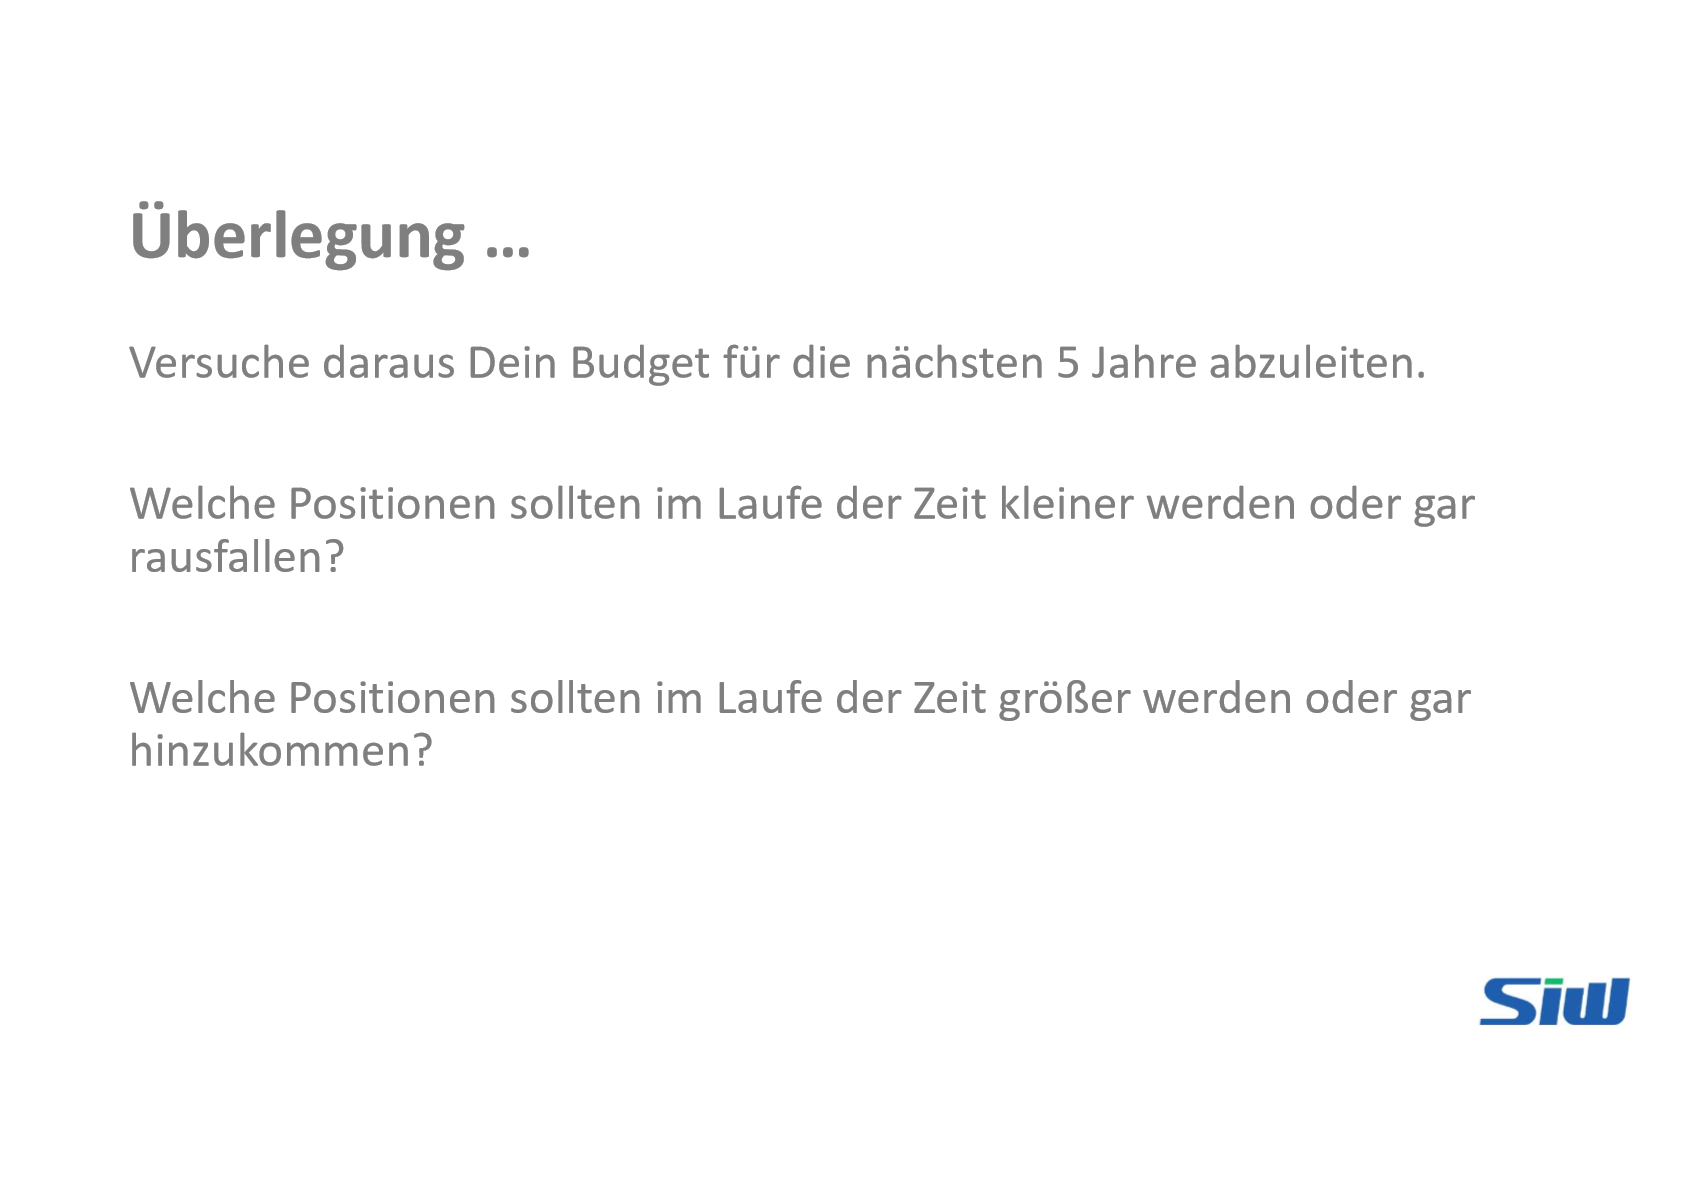 Überlegung …
Versuche daraus Dein Budget für die nächsten 5 Jahre abzuleiten.
Welche Positionen sollten im Laufe der Zeit kleiner werden oder gar
rausfallen?
Welche Positionen sollten im Laufe der Zeit größer werden oder gar
hinzukommen?
Siw